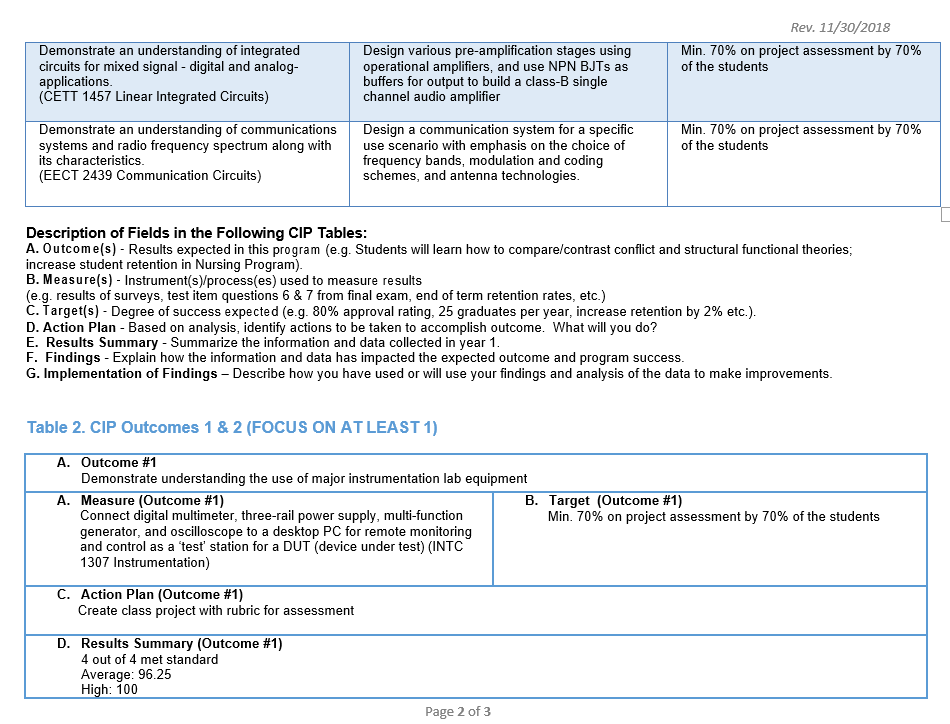 Rev. 11/30/2018
Demonstrate an understanding of integrated
circuits for mixed signal - digital and analog-
applications.
(CETT 1457 Linear Integrated Circuits)
Design various pre-amplification stages using
operational amplifiers, and use NPN BJTs as
buffers for output to build a class-B single
channel audio amplifier
Min. 70% on project assessment by 70%
of the students
Demonstrate an understanding of communications
systems and radio frequency spectrum along with
its characteristics.
(EECT 2439 Communication Circuits)
Design a communication system for a specific
use scenario with emphasis on the choice of
frequency bands, modulation and coding
schemes, and antenna technologies.
Min. 70% on project assessment by 70%
of the students
Description of Fields in the Following CIP Tables:
A. Outcome(s) - Results expected in this program (e.g. Students will learn how to compare/contrast conflict and structural functional theories;
increase student retention in Nursing Program).
B. Measure(s) - Instrument(s)/process(es) used to measure results
(e.g. results of surveys, test item questions 6 & 7 from final exam, end of term retention rates, etc.)
C. Target(s) - Degree of success expected (e.g. 80% approval rating, 25 graduates per year, increase retention by 2% etc.).
D. Action Plan - Based on analysis, identify actions to be taken to accomplish outcome. What will you do?
E. Results Summary - Summarize the information and data collected in year 1.
F. Findings - Explain how the information and data has impacted the expected outcome and program success.
G. Implementation of Findings – Describe how you have used or will use your findings and analysis of the data to make improvements.
Table 2. CIP Outcomes 1 & 2 (FOCUS ON AT LEAST 1)
A. Outcome #1
Demonstrate understanding the use of major instrumentation lab equipment
A. Measure (Outcome #1)
Connect digital multimeter, three-rail power supply, multi-function
generator, and oscilloscope to a desktop PC for remote monitoring
and control as a ‘test’ station for a DUT (device under test) (INTC
1307 Instrumentation)
B. Target (Outcome #1)
Min. 70% on project assessment by 70% of the students
C. Action Plan (Outcome #1)
Create class project with rubric for assessment
D. Results Summary (Outcome #1)
4 out of 4 met standard
Average: 96.25
High: 100
Page 2 of 3